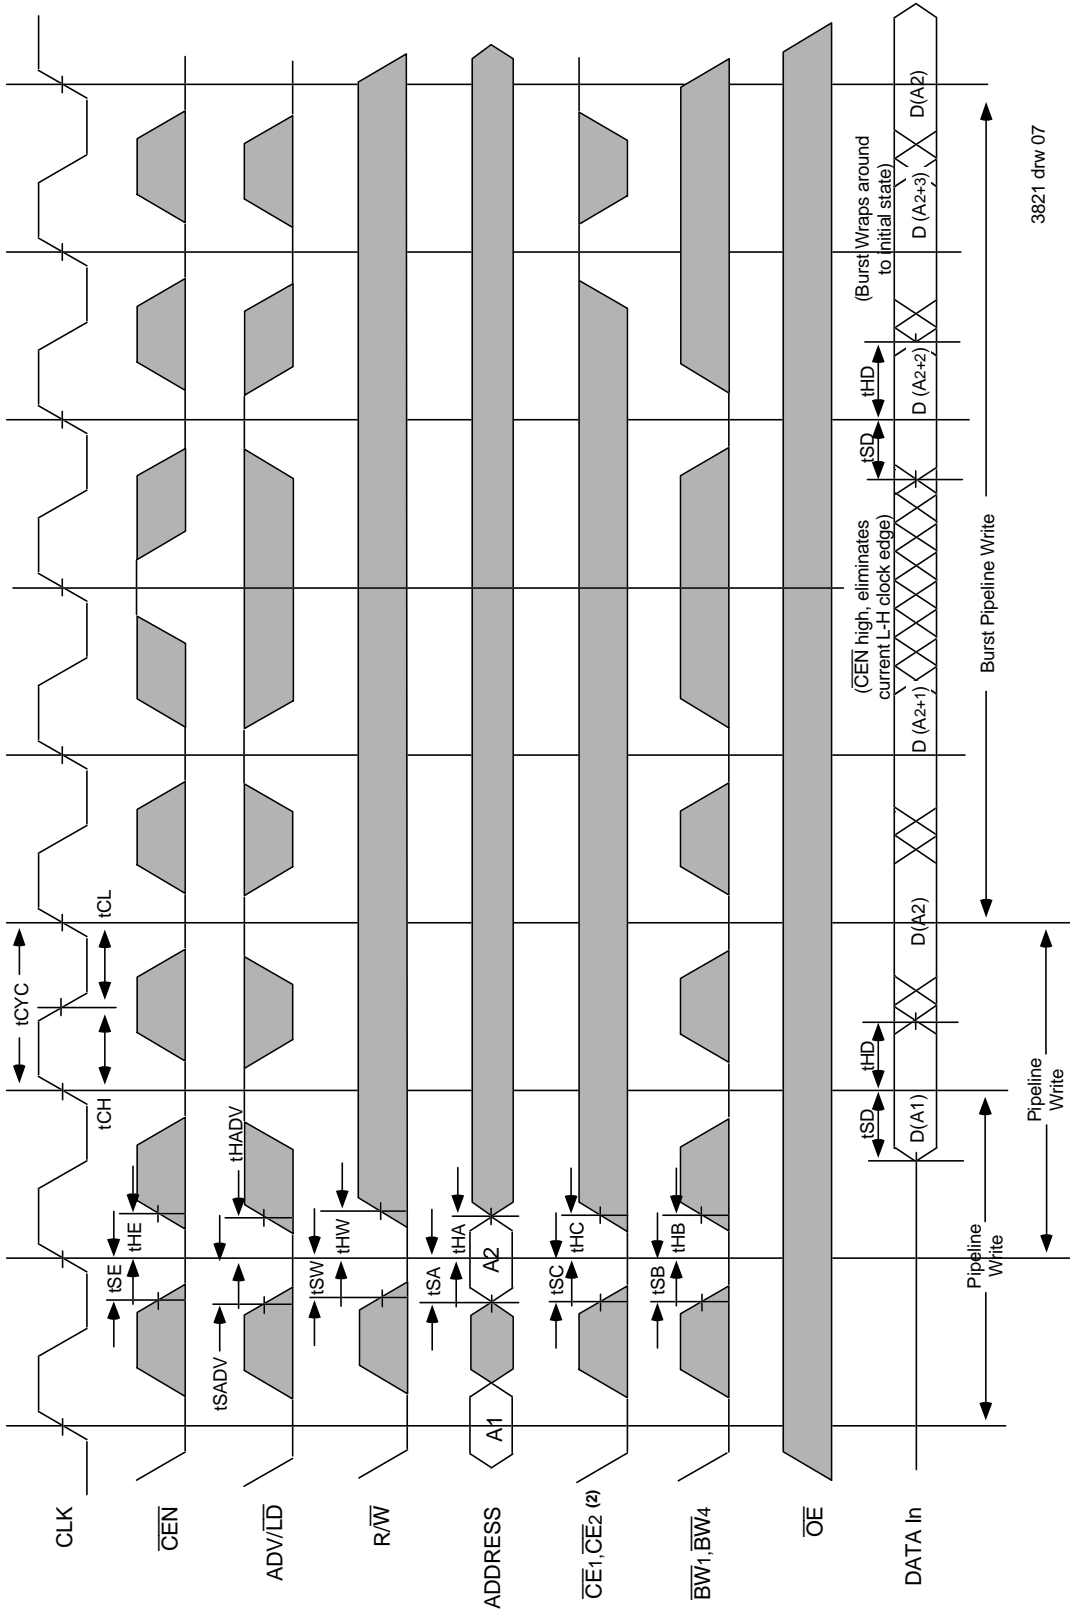 tCYC
tCH
tCL
CLK
tSE
tHE
CEN
tSADV
tHADV
ADV/LD
tSW
tHW
R/W
tSA
tHA
A1
A2
ADDRESS
tSC
tHC
CE1,CE2 (2)
tSB
tHB
BW1,BW4
OE
tSD
tHD
(CEN high, eliminates
current L-H clock edge)
tSD
tHD
(Burst Wraps around
to initial state)
DATA In
D(A1)
D(A2)
D (A2+1)
D (A2+2)
D (A2+3)
D(A2)
Pipeline
Write
Burst Pipeline Write
Pipeline
Write
3821 drw 07